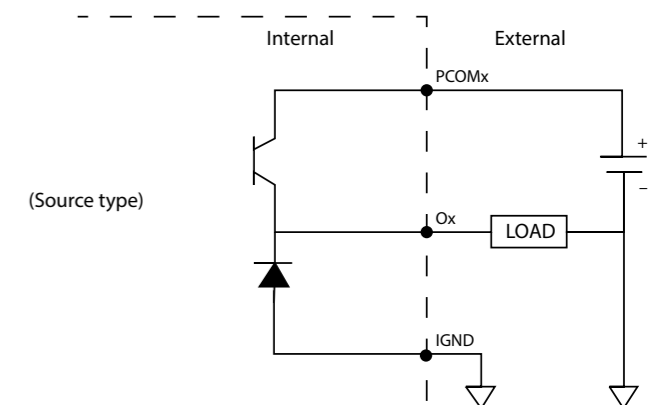 Internal
External
PCOMx
+
–
(Source type)
Ox
LOAD
IGND